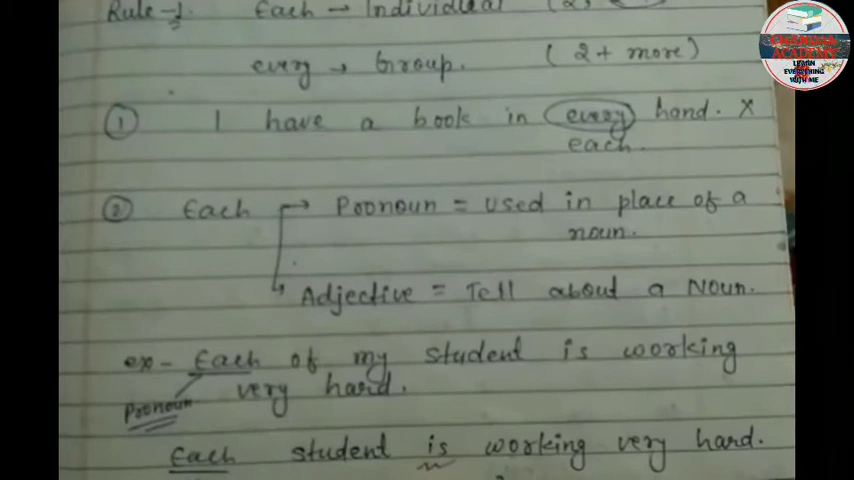 Rule-1 Each → Individual (2,
every → Group. (2+ more)
① I have a book in every hand. ×
each.
② Each → Pronoun = used in place of a
noun.
→ Adjective = Tell about a Noun.
ex- Each of my student is working
very hard.
Pronoun
Each student is working very hard.
CHANDAN
ACADEMY
LEARN
EVERYTHING
WITH ME